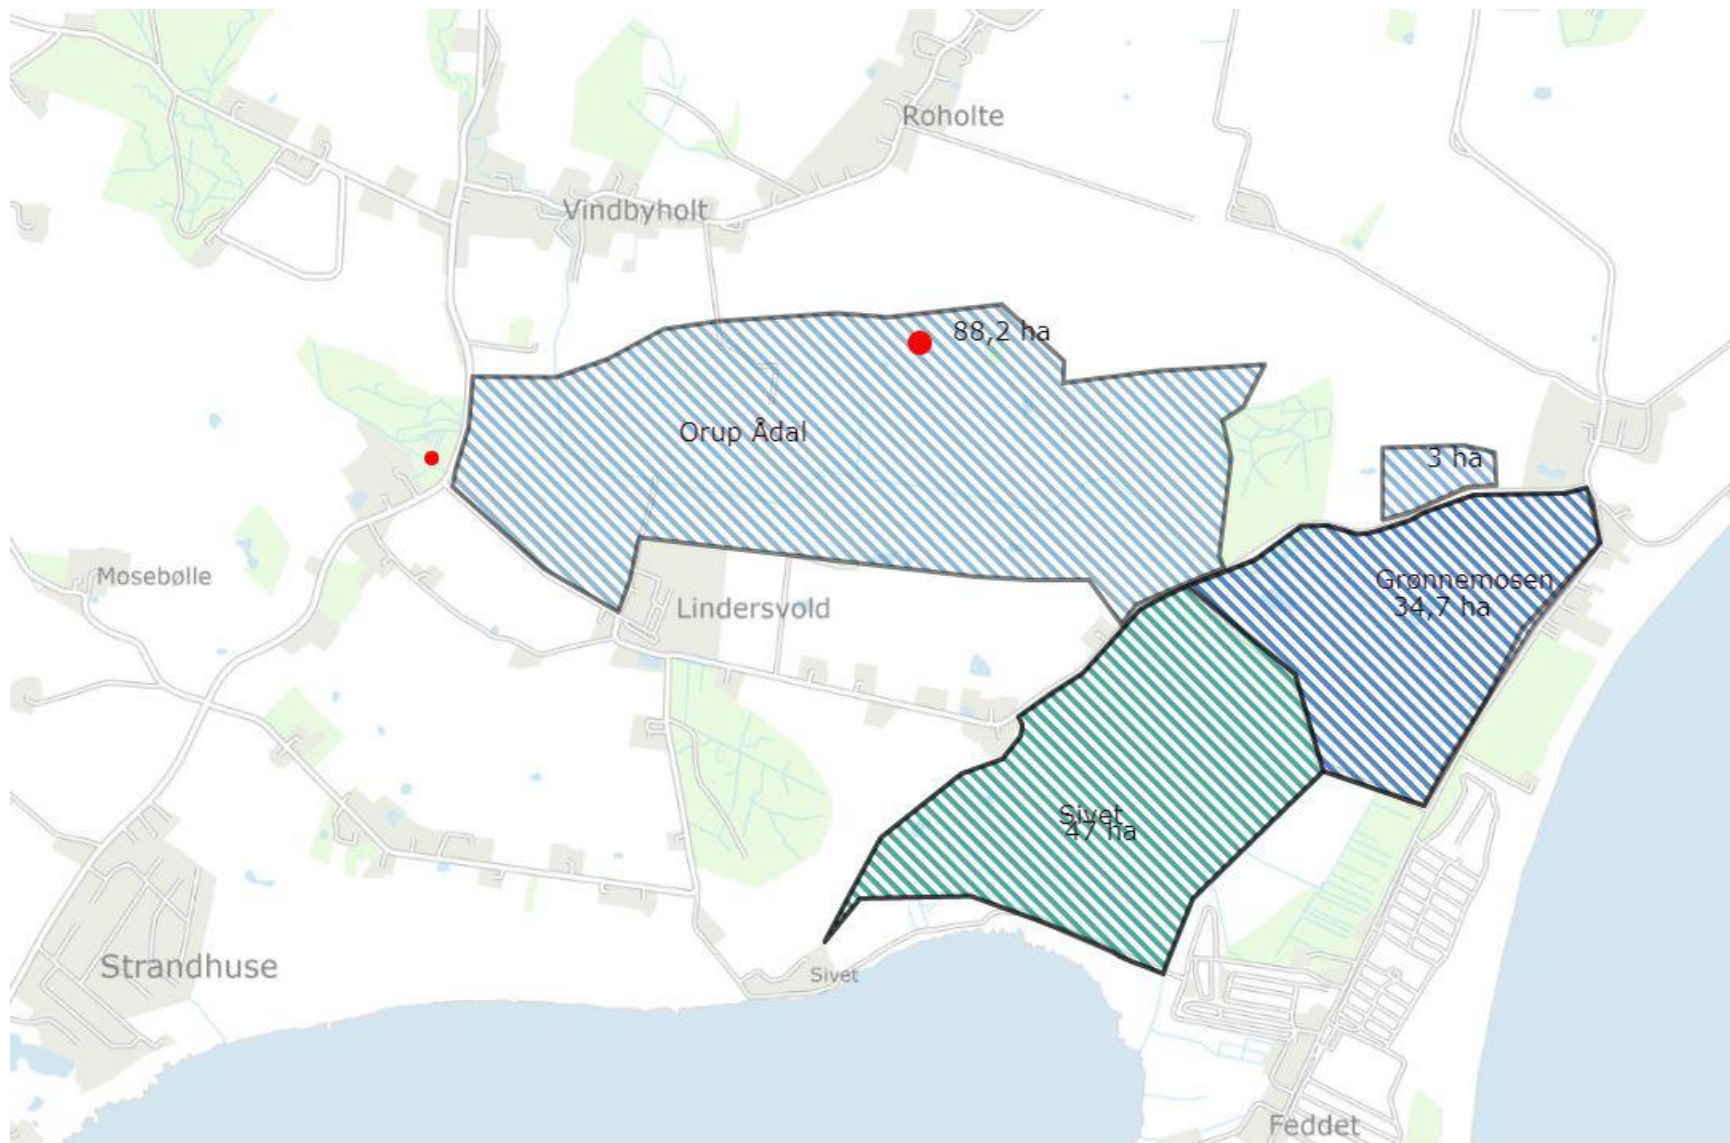 Roholte
Vindbyholt
88,2 ha
Orup Ådal
3 ha
Mosebølle
Grønnemosen
34,7 ha
Lindersvold
Sivet
47 ha
Strandhuse
Sivet
Feddet